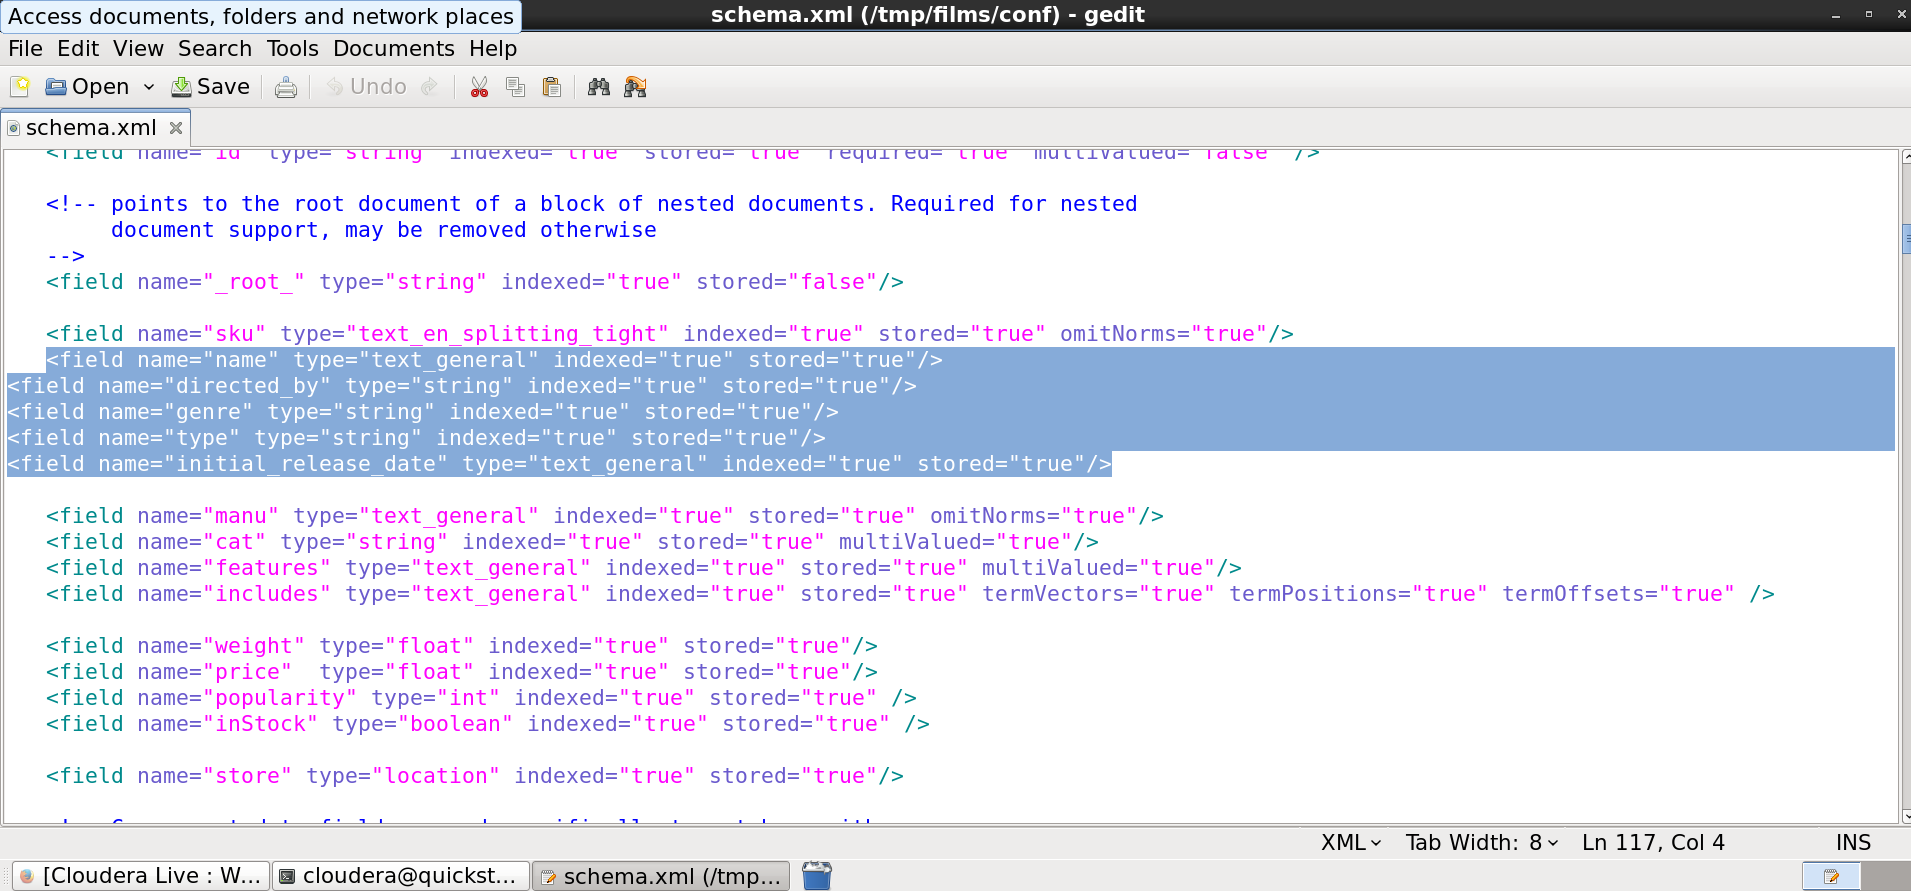 Access documents, folders and network places
schema.xml (/tmp/films/conf) - gedit
File Edit View Search Tools Documents Help
Open Save Undo
schema.xml
<field name="id" type="string" indexed="true" stored="true" required="true" multiValued="false" />
<!-- points to the root document of a block of nested documents. Required for nested
document support, may be removed otherwise
-->
<field name="_root_" type="string" indexed="true" stored="false"/>
<field name="sku" type="text_en_splitting_tight" indexed="true" stored="true" omitNorms="true"/>
<field name="name" type="text_general" indexed="true" stored="true"/>
<field name="directed_by" type="string" indexed="true" stored="true"/>
<field name="genre" type="string" indexed="true" stored="true"/>
<field name="type" type="string" indexed="true" stored="true"/>
<field name="initial_release_date" type="text_general" indexed="true" stored="true"/>
<field name="manu" type="text_general" indexed="true" stored="true" omitNorms="true"/>
<field name="cat" type="string" indexed="true" stored="true" multiValued="true"/>
<field name="features" type="text_general" indexed="true" stored="true" multiValued="true"/>
<field name="includes" type="text_general" indexed="true" stored="true" termVectors="true" termPositions="true" termOffsets="true" />
<field name="weight" type="float" indexed="true" stored="true"/>
<field name="price"  type="float" indexed="true" stored="true"/>
<field name="popularity" type="int" indexed="true" stored="true" />
<field name="inStock" type="boolean" indexed="true" stored="true" />
<field name="store" type="location" indexed="true" stored="true"/>
XML Tab Width: 8 Ln 117, Col 4 INS
[Cloudera Live : W... cloudera@quickst... schema.xml (/tmp...